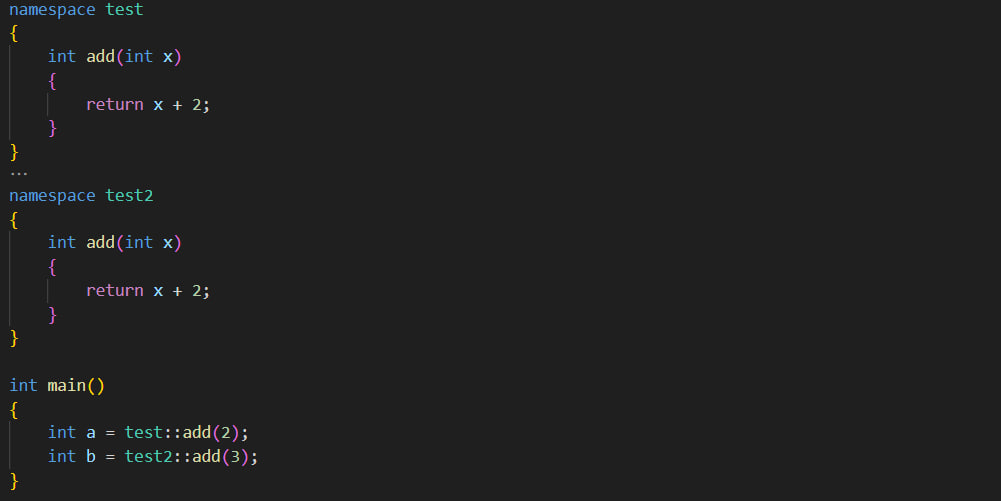 namespace test
{
    int add(int x)
    {
        return x + 2;
    }
}
...
namespace test2
{
    int add(int x)
    {
        return x + 2;
    }
}
int main()
{
    int a = test::add(2);
    int b = test2::add(3);
}